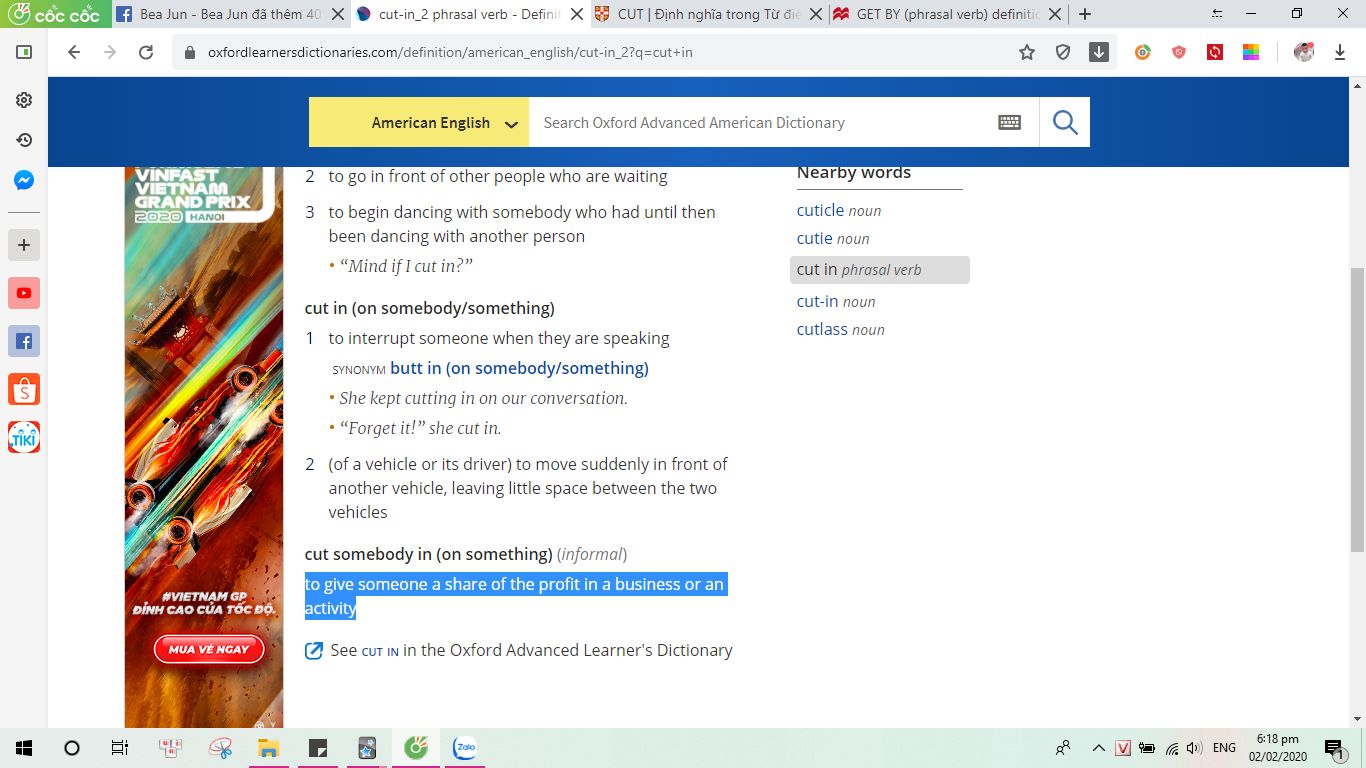 cốc cốc
Bea Jun - Bea Jun đã thêm 40
cut-in_2 phrasal verb - Definit
CUT | Định nghĩa trong Từ điể
GET BY (phrasal verb) definitio
oxfordlearnersdictionaries.com/definition/american_english/cut-in_2?q=cut+in
American English
Search Oxford Advanced American Dictionary
VINFAST
VIETNAM
GRAND PRIX
2020 HANOI
2 to go in front of other people who are waiting
3 to begin dancing with somebody who had until then
been dancing with another person
• “Mind if I cut in?”
cut in (on somebody/something)
1 to interrupt someone when they are speaking
SYNONYM butt in (on somebody/something)
• She kept cutting in on our conversation.
• “Forget it!” she cut in.
2 (of a vehicle or its driver) to move suddenly in front of
another vehicle, leaving little space between the two
vehicles
cut somebody in (on something) (informal)
to give someone a share of the profit in a business or an
activity
See CUT IN in the Oxford Advanced Learner's Dictionary
Nearby words
cuticle noun
cutie noun
cut in phrasal verb
cut-in noun
cutlass noun
#VIETNAM GP
ĐỈNH CAO CỦA TỐC ĐỘ.
MUA VÉ NGAY
TIKI
Zalo
V
ENG
6:18 pm
02/02/2020
1